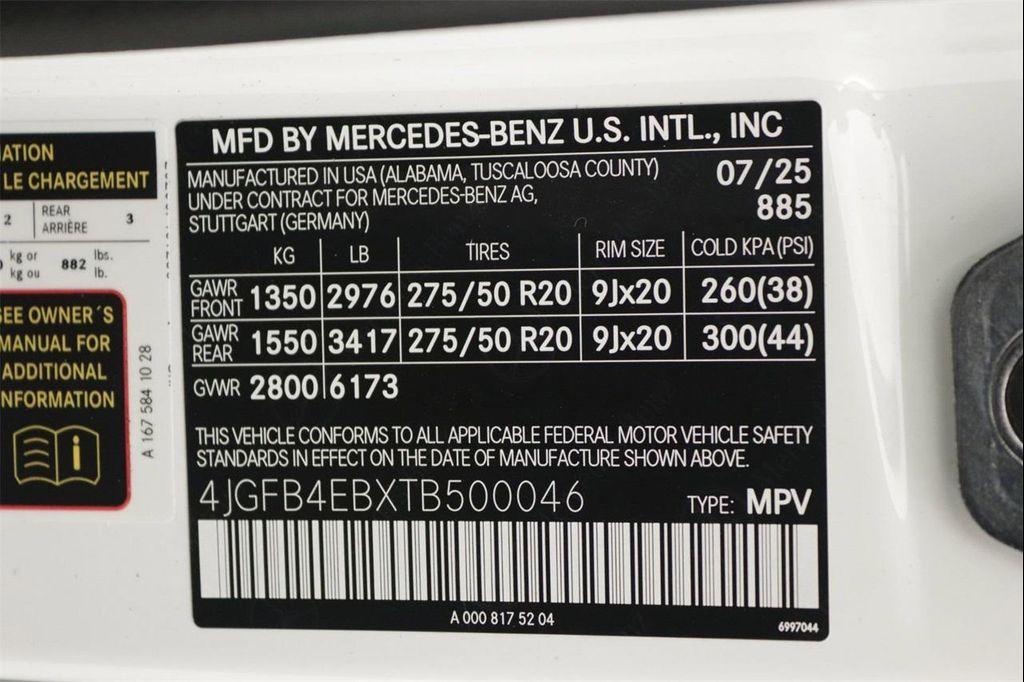 ATION
LE CHARGEMENT
2 REAR ARRIÈRE 3
kg or
kg ou 882 lbs.
lb.
SEE OWNER´S
MANUAL FOR
ADDITIONAL
INFORMATION
i
A 167 584 10 28
MFD BY MERCEDES-BENZ U.S. INTL., INC
MANUFACTURED IN USA (ALABAMA, TUSCALOOSA COUNTY) 07/25
UNDER CONTRACT FOR MERCEDES-BENZ AG, 885
STUTTGART (GERMANY)
KG LB TIRES RIM SIZE COLD KPA (PSI)
GAWR FRONT 1350 2976 275/50 R20 9Jx20 260(38)
GAWR REAR 1550 3417 275/50 R20 9Jx20 300(44)
GVWR 2800 6173
THIS VEHICLE CONFORMS TO ALL APPLICABLE FEDERAL MOTOR VEHICLE SAFETY
STANDARDS IN EFFECT ON THE DATE OF MANUFACTURE SHOWN ABOVE.
4JGFB4EBXTB500046 TYPE: MPV
A 000 817 52 04
6997044